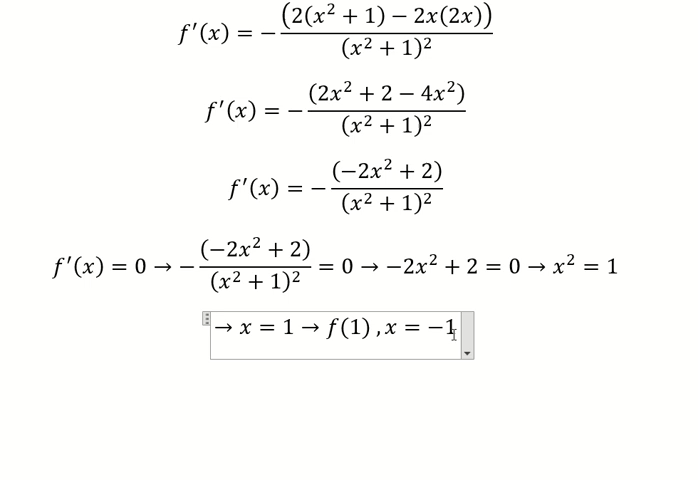 f′(x) = −(2(x² + 1) − 2x(2x))/(x² + 1)²
f′(x) = −(2x² + 2 − 4x²)/(x² + 1)²
f′(x) = −(−2x² + 2)/(x² + 1)²
f′(x) = 0 → −(−2x² + 2)/(x² + 1)² = 0 → −2x² + 2 = 0 → x² = 1
→ x = 1 → f(1) , x = −1